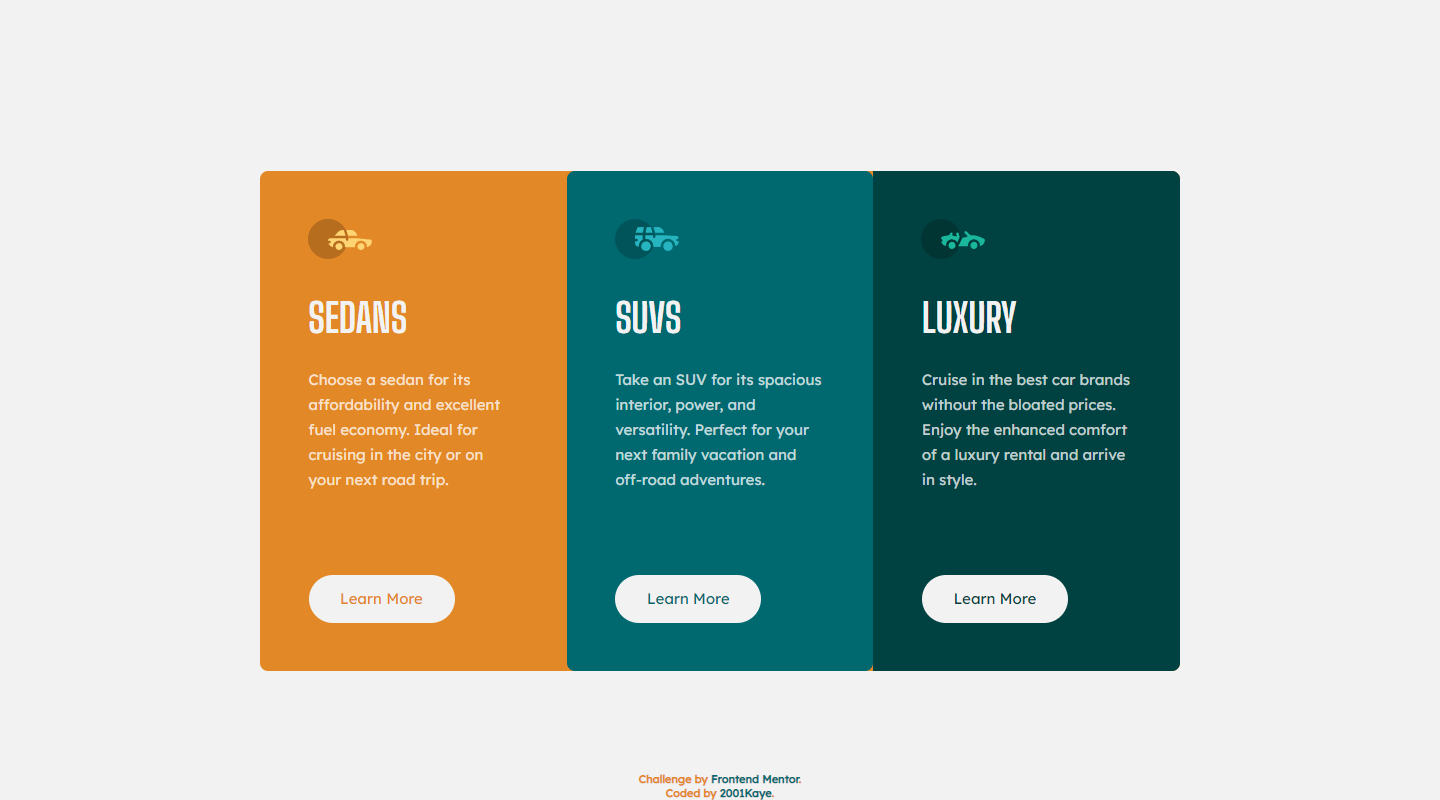 SEDANS
Choose a sedan for its
affordability and excellent
fuel economy. Ideal for
cruising in the city or on
your next road trip.
Learn More
SUVS
Take an SUV for its spacious
interior, power, and
versatility. Perfect for your
next family vacation and
off-road adventures.
Learn More
LUXURY
Cruise in the best car brands
without the bloated prices.
Enjoy the enhanced comfort
of a luxury rental and arrive
in style.
Learn More
Challenge by Frontend Mentor.
Coded by 2001Kaye.